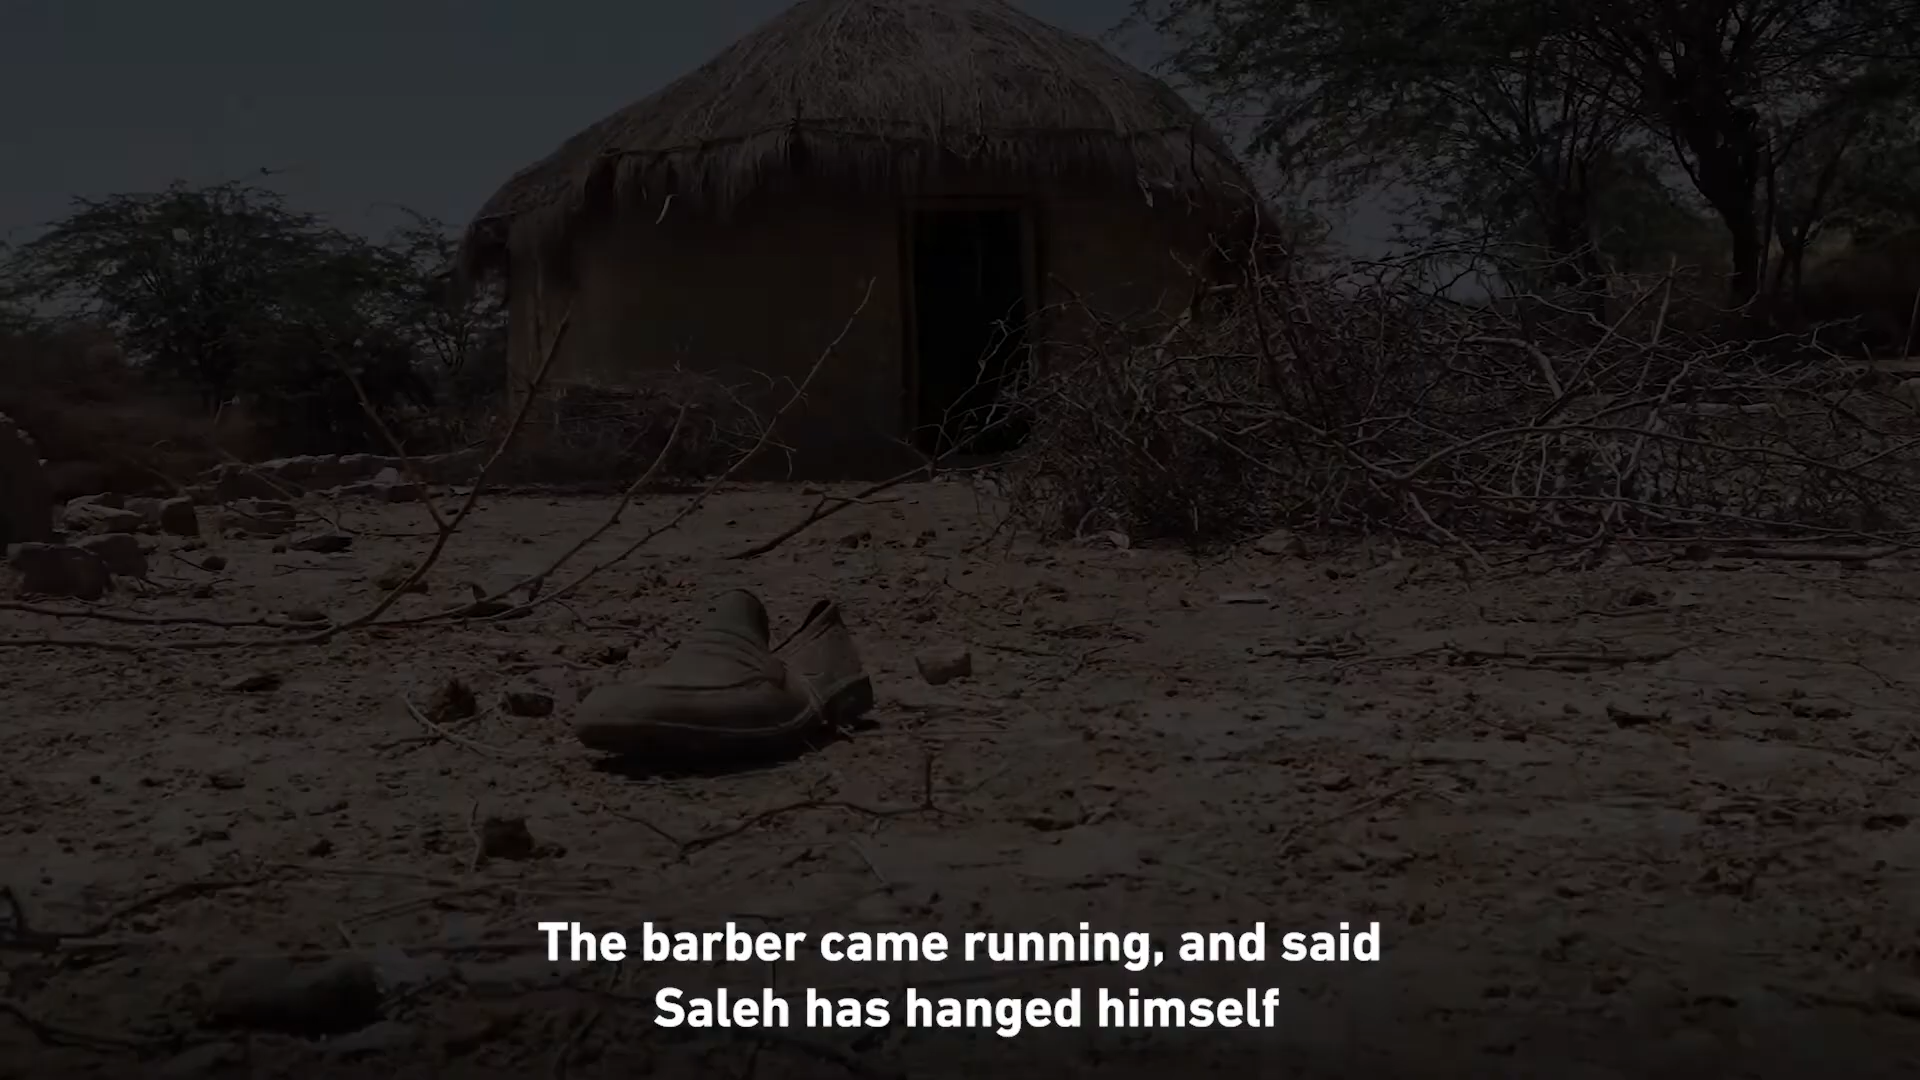 The barber came running, and said
Saleh has hanged himself